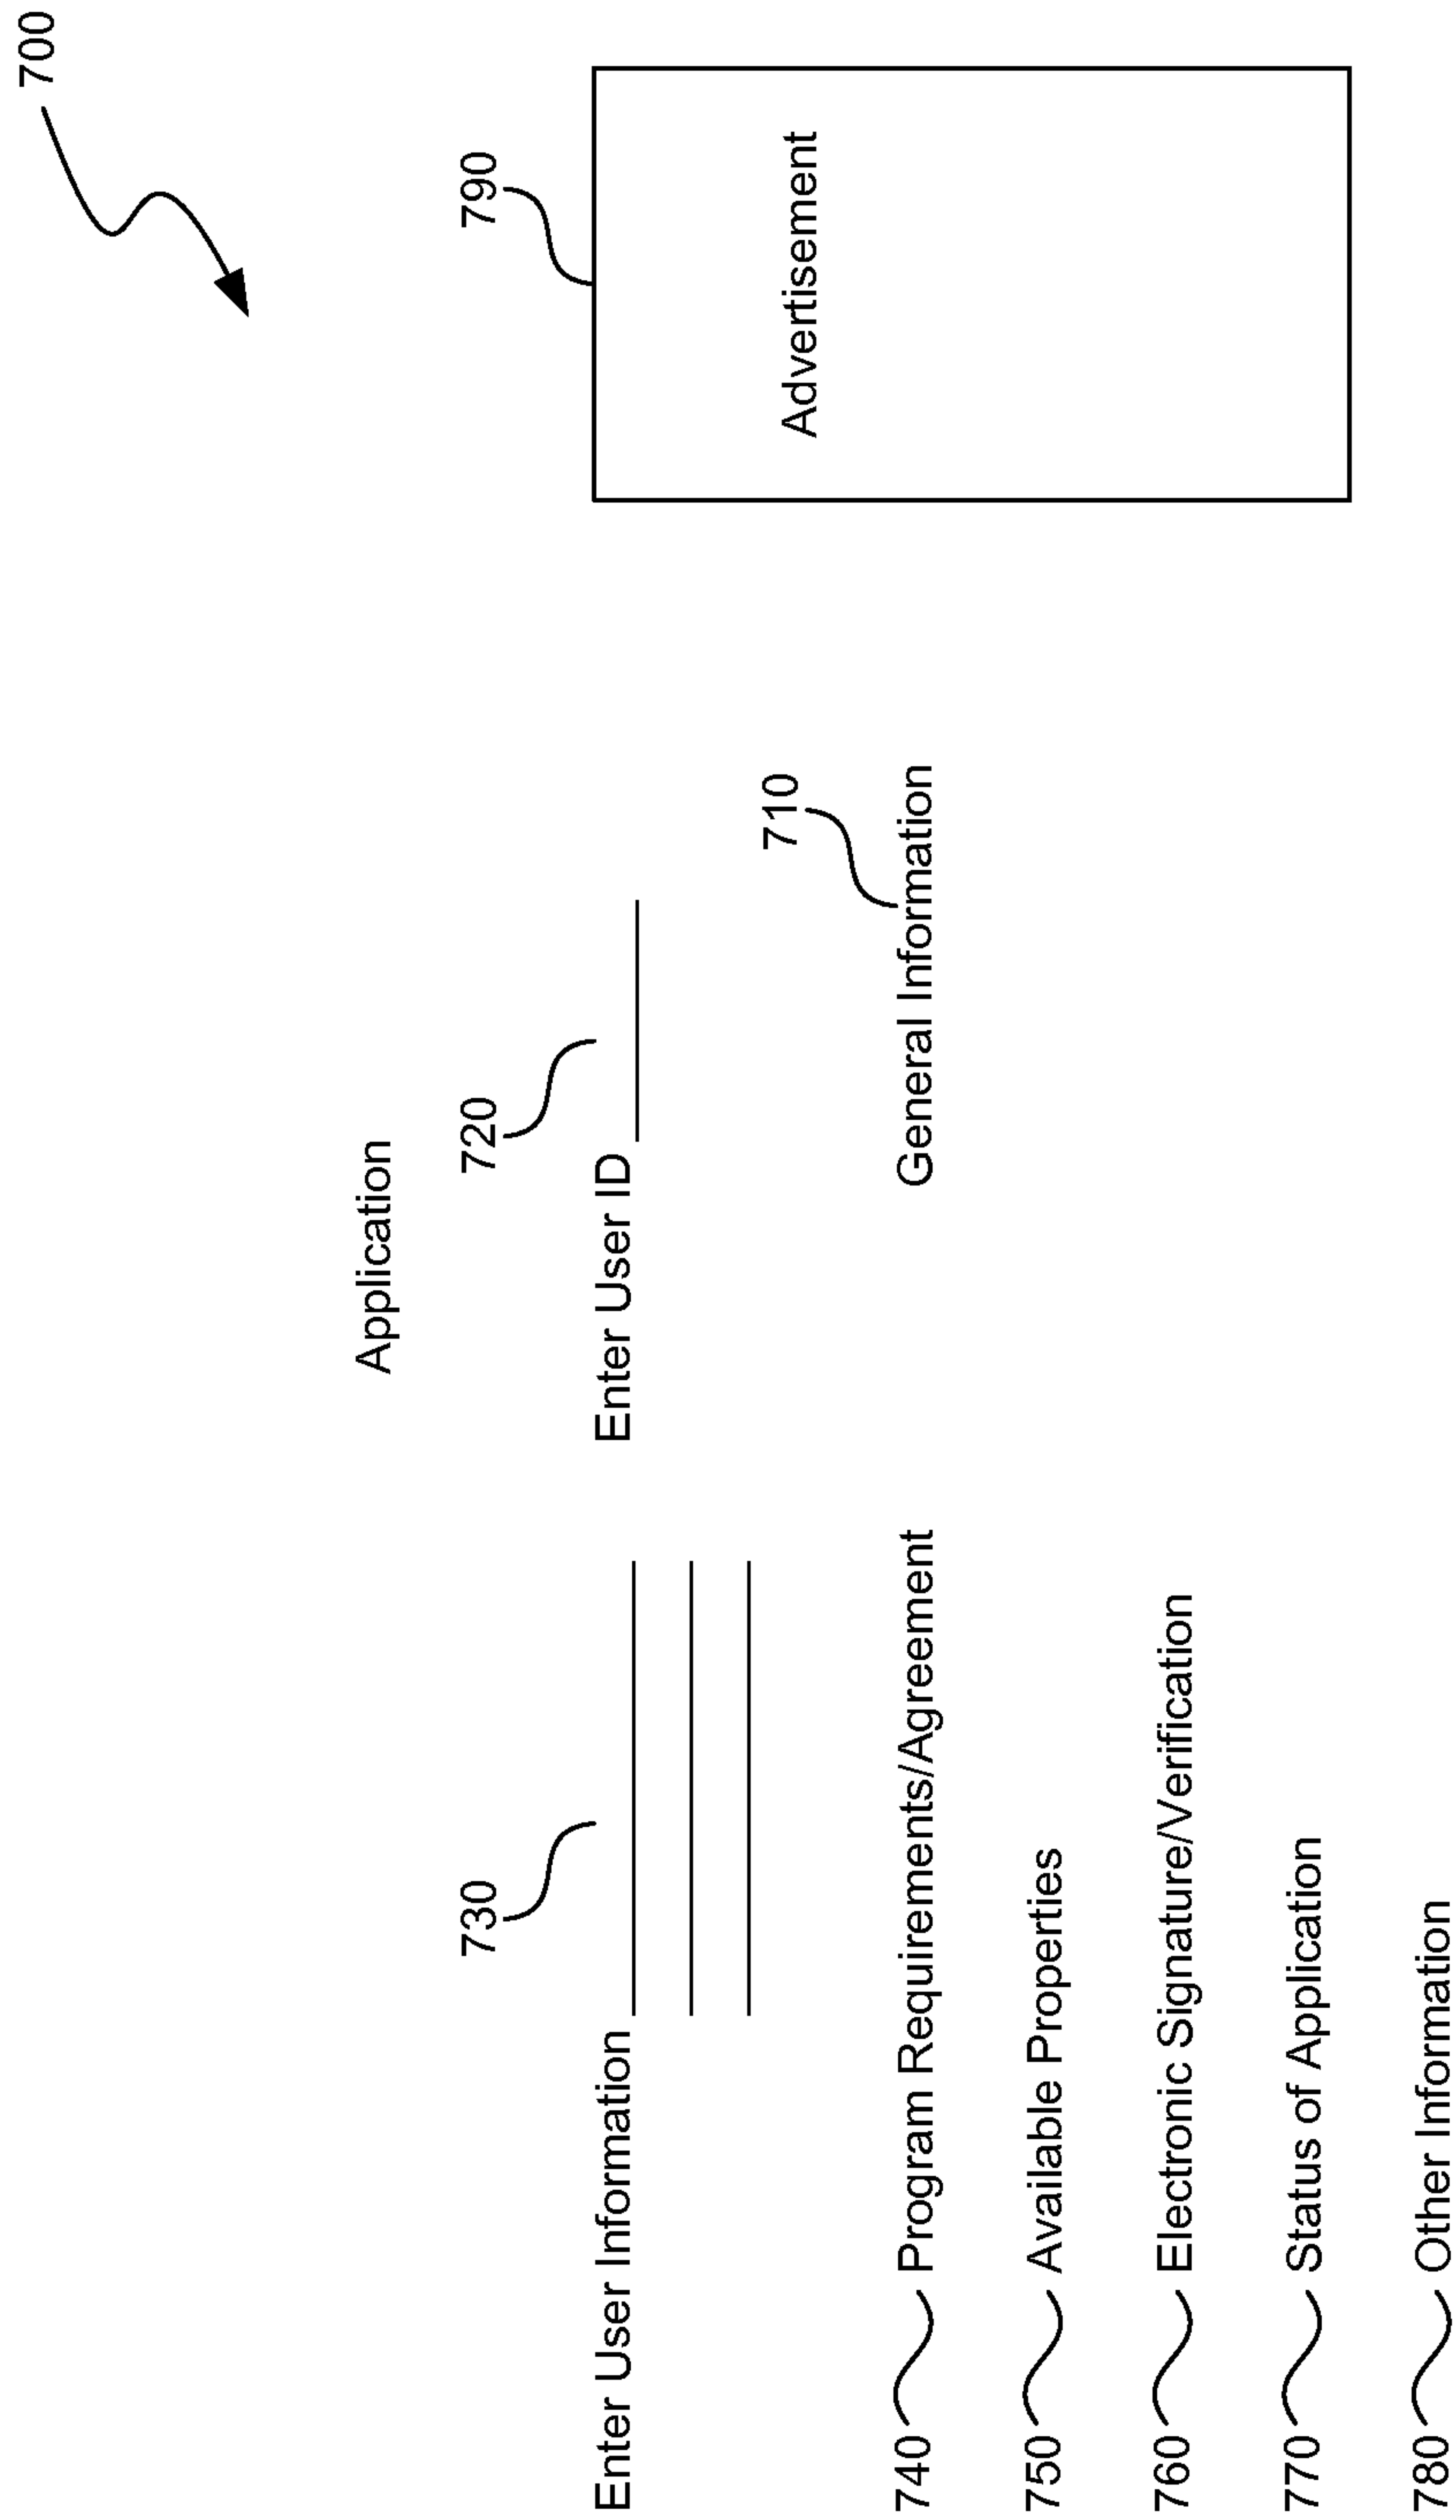 700
Application
730
720
790
Enter User Information
Enter User ID
Advertisement
710
740 Program Requirements/Agreement
General Information
750 Available Properties
760 Electronic Signature/Verification
770 Status of Application
780 Other Information